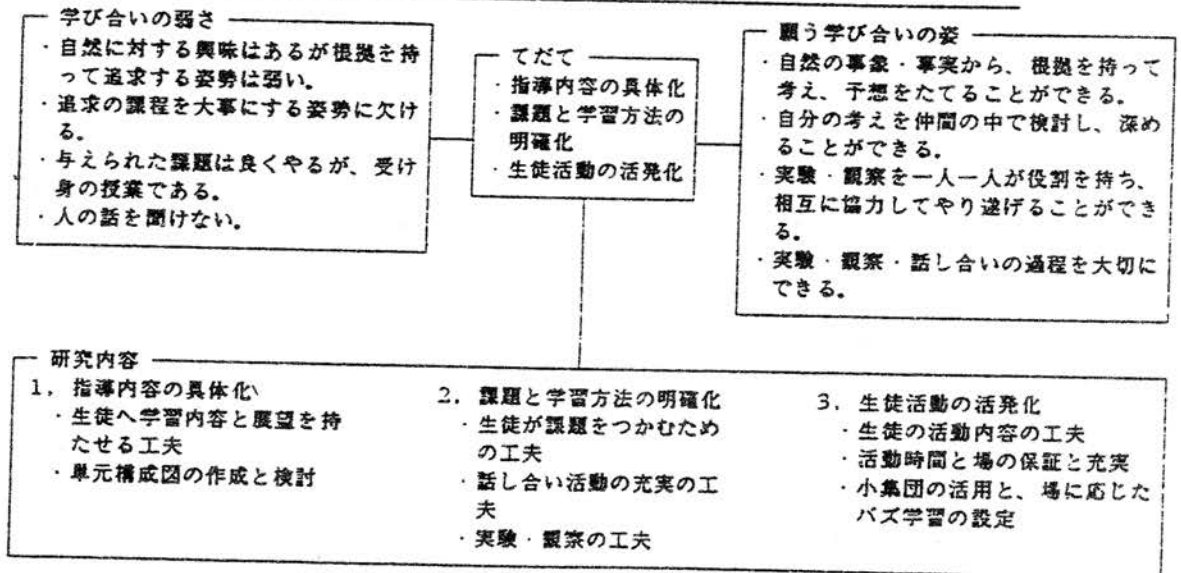 学び合いの弱さ
・自然に対する興味はあるが根拠を持
って追求する姿勢は弱い。
・追求の課程を大事にする姿勢に欠け
る。
・与えられた課題は良くやるが、受け
身の授業である。
・人の話を聞けない。
てだて
・指導内容の具体化
・課題と学習方法の
明確化
・生徒活動の活発化
願う学び合いの姿
・自然の事象・事実から、根拠を持って
考え、予想をたてることができる。
・自分の考えを仲間の中で検討し、深め
ることができる。
・実験・観察を一人一人が役割を持ち、
相互に協力してやり遂げることができ
る。
・実験・観察・話し合いの過程を大切に
できる。
研究内容
1. 指導内容の具体化
・生徒へ学習内容と展望を持
たせる工夫
・単元構成図の作成と検討
2. 課題と学習方法の明確化
・生徒が課題をつかむため
の工夫
・話し合い活動の充実の工
夫
・実験・観察の工夫
3. 生徒活動の活発化
・生徒の活動内容の工夫
・活動時間と場の保証と充実
・小集団の活用と、場に応じた
バズ学習の設定